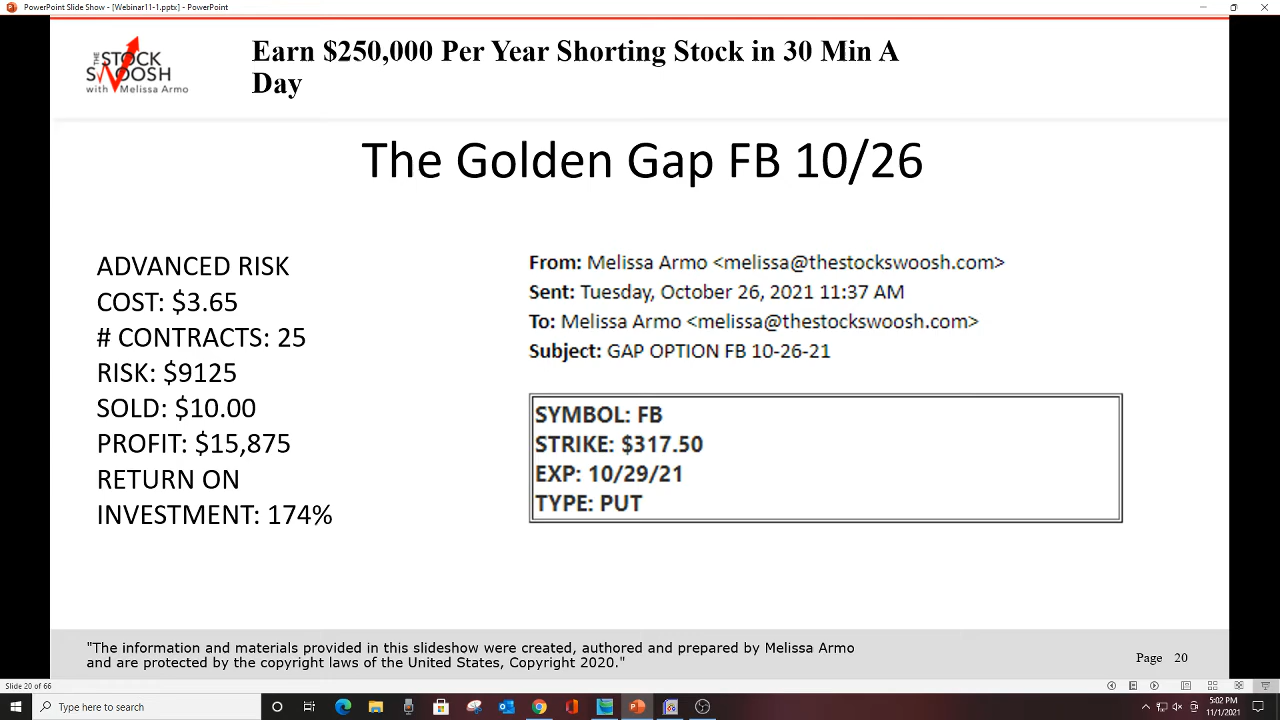 PowerPoint Slide Show - [Webinar11-1.pptx] - PowerPoint
THE
STOCK
SWOOSH
with Melissa Armo
Earn $250,000 Per Year Shorting Stock in 30 Min A
Day
The Golden Gap FB 10/26
ADVANCED RISK
COST: $3.65
# CONTRACTS: 25
RISK: $9125
SOLD: $10.00
PROFIT: $15,875
RETURN ON
INVESTMENT: 174%
From: Melissa Armo <melissa@thestockswoosh.com>
Sent: Tuesday, October 26, 2021 11:37 AM
To: Melissa Armo <melissa@thestockswoosh.com>
Subject: GAP OPTION FB 10-26-21
SYMBOL: FB
STRIKE: $317.50
EXP: 10/29/21
TYPE: PUT
"The information and materials provided in this slideshow were created, authored and prepared by Melissa Armo
and are protected by the copyright laws of the United States, Copyright 2020."
Page 20
Slide 20 of 66
Type here to search
5:02 PM
11/1/2021